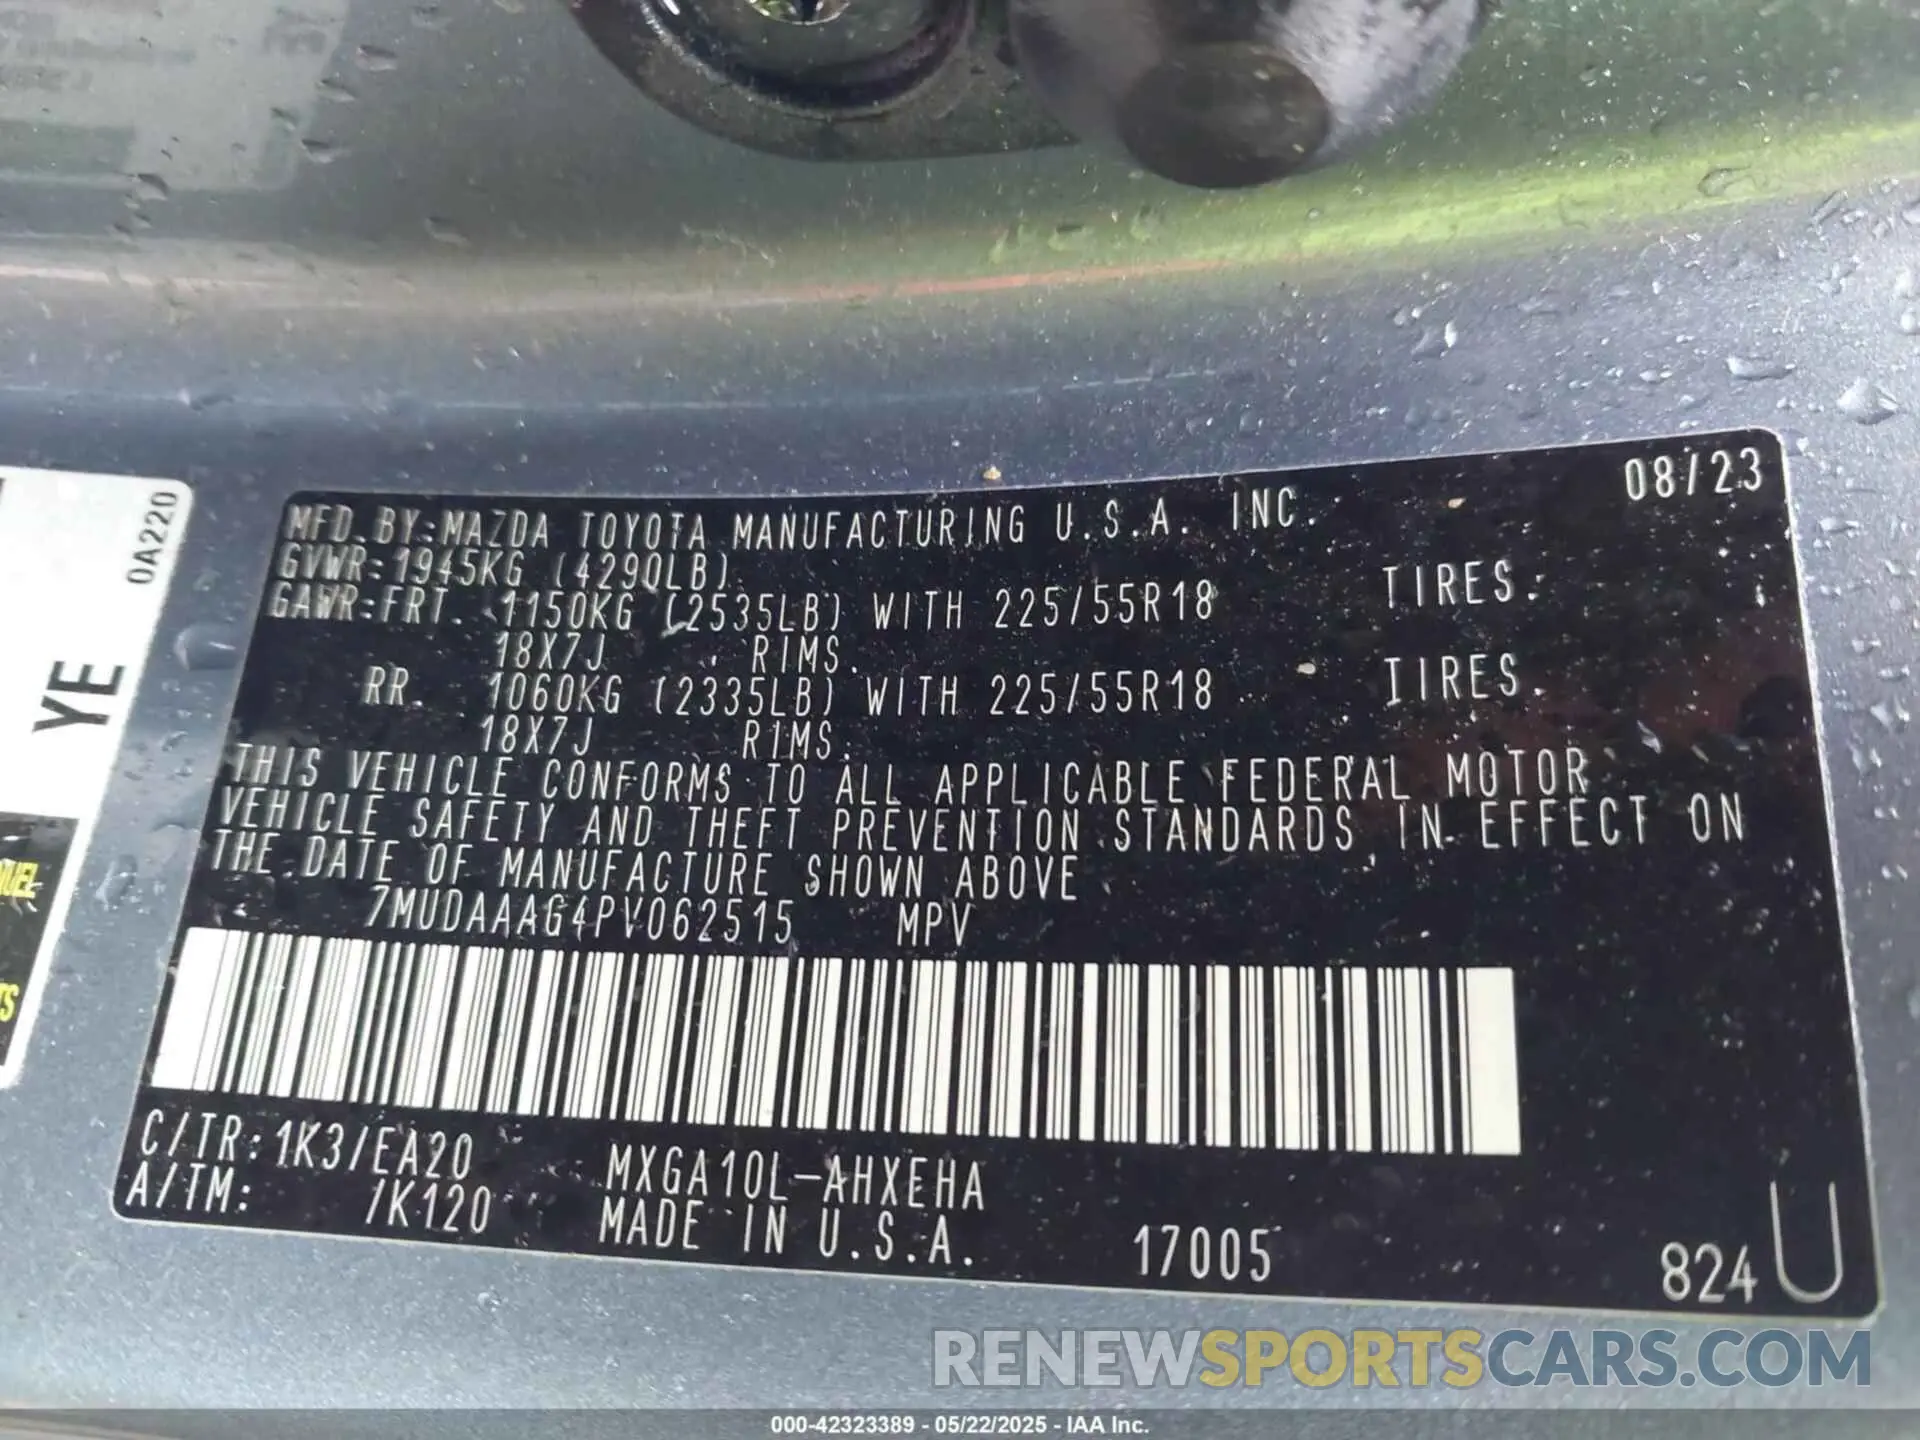 08/23
MFD. BY: MAZDA TOYOTA MANUFACTURING U.S.A. INC.
GVWR: 1945KG (4290LB)
GAWR: FRT. 1150KG (2535LB) WITH 225/55R18 TIRES.
18X7J RIMS.
RR. 1060KG (2335LB) WITH 225/55R18 TIRES.
18X7J RIMS.
THIS VEHICLE CONFORMS TO ALL APPLICABLE FEDERAL MOTOR
VEHICLE SAFETY AND THEFT PREVENTION STANDARDS IN EFFECT ON
THE DATE OF MANUFACTURE SHOWN ABOVE
7MUDAAAG4PV062515 MPV
C/TR: 1K3/EA20 MXGA10L-AHXEHA
A/TM: /K120 MADE IN U.S.A. 17005
824 U
0A220
YE
RENEWSPORTSCARS.COM
000-42323389 - 05/22/2025 - IAA Inc.